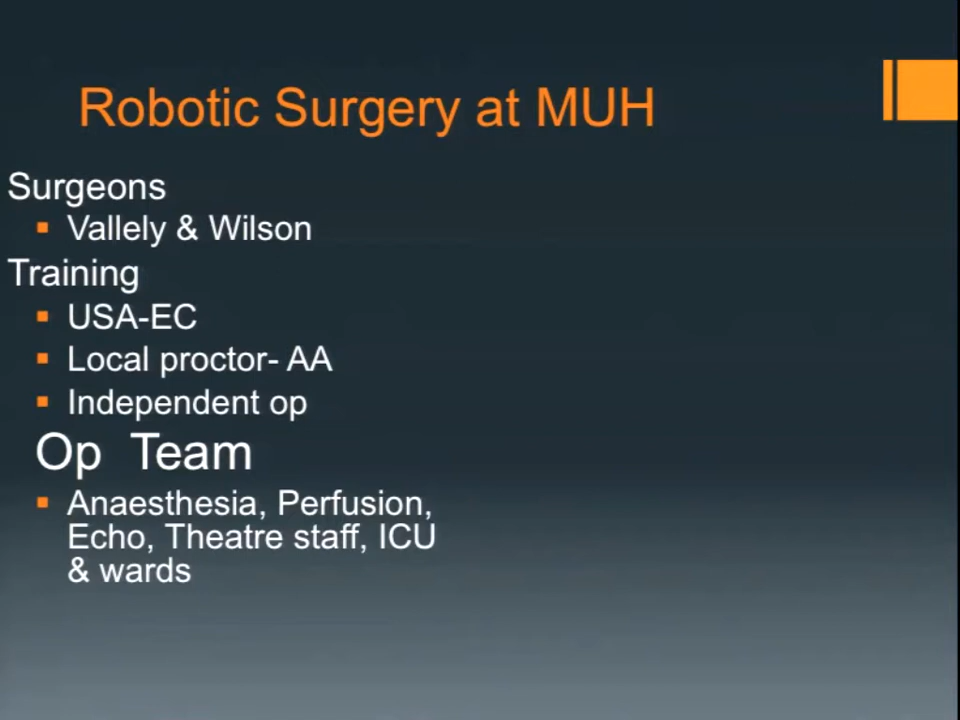 Robotic Surgery at MUH
Surgeons
▪ Vallely & Wilson
Training
▪ USA-EC
▪ Local proctor- AA
▪ Independent op
Op Team
▪ Anaesthesia, Perfusion,
Echo, Theatre staff, ICU
& wards